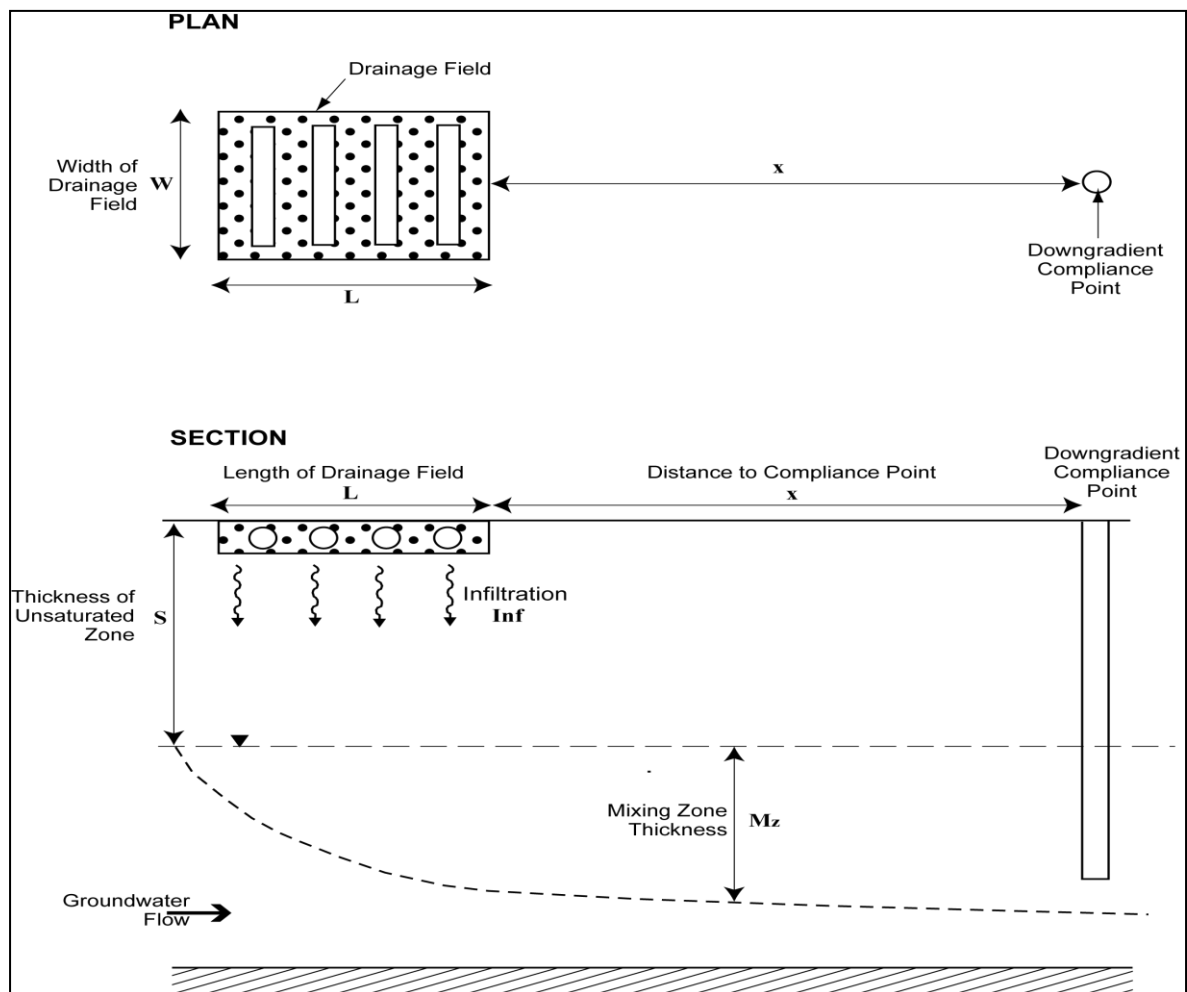 PLAN
Drainage Field
Width of
Drainage
Field
W
x
L
Downgradient
Compliance
Point
SECTION
Length of Drainage Field
L
Distance to Compliance Point
x
Downgradient
Compliance
Point
Thickness of
Unsaturated
Zone
S
Infiltration
Inf
Mixing Zone
Thickness
Mz
Groundwater
Flow